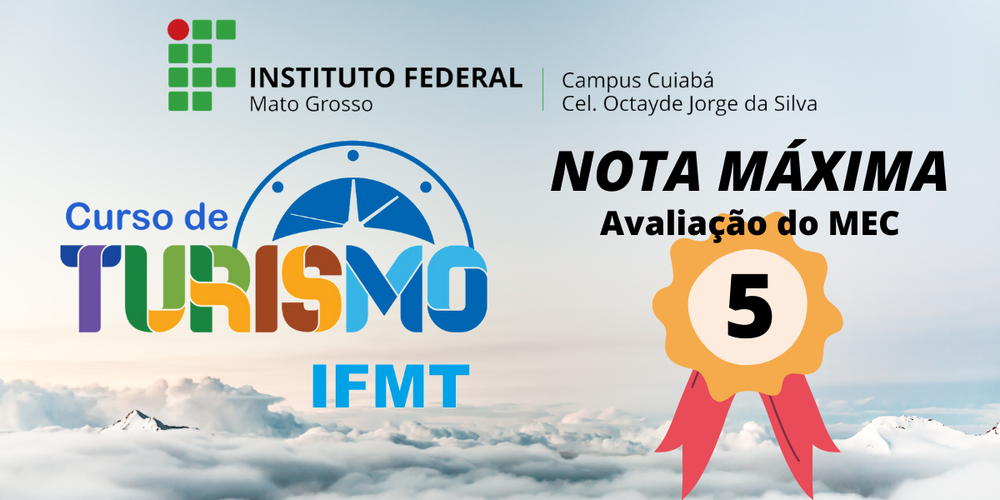 INSTITUTO FEDERAL
Mato Grosso
Campus Cuiabá
Cel. Octayde Jorge da Silva
Curso de
TURISMO
IFMT
NOTA MÁXIMA
Avaliação do MEC
5